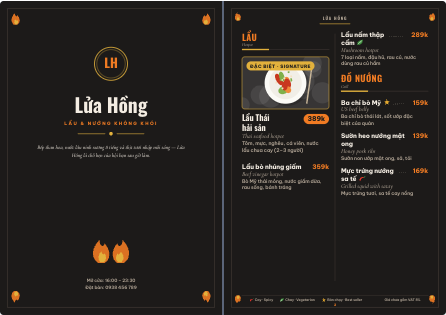 LH
Lửa Hồng
LẨU & NƯỚNG KHÔNG KHÓI
Mở cửa: 16:00 – 23:30
Đặt bàn: 0938 456 789
LỬA HỒNG
LẨU
Hotpot
ĐẶC BIỆT · SIGNATURE
Lẩu Thái hải sản 389k
Thai seafood hotpot
Tôm, mực, nghêu, cá viên, nước
lẩu chua cay (2–3 người)
Lẩu bò nhúng giấm 359k
Beef vinegar hotpot
Bò Mỹ thái mỏng, nước giấm dừa,
rau sống, bánh tráng
Lẩu nấm thập cẩm 289k
Mushroom hotpot
7 loại nấm, đậu hũ, rau củ, nước
dùng rau củ hầm
ĐỒ NƯỚNG
Ba chỉ bò Mỹ 159k
US beef belly
Ba chỉ bò thái lát, sốt ướp đặc
biệt của quán
Sườn heo nướng mật ong 139k
Honey pork ribs
Sườn non ướp mật ong, sả, tỏi
Mực trứng nướng sa tế 169k
Grilled squid with satay
Mực trứng tươi, sa tế cay nồng